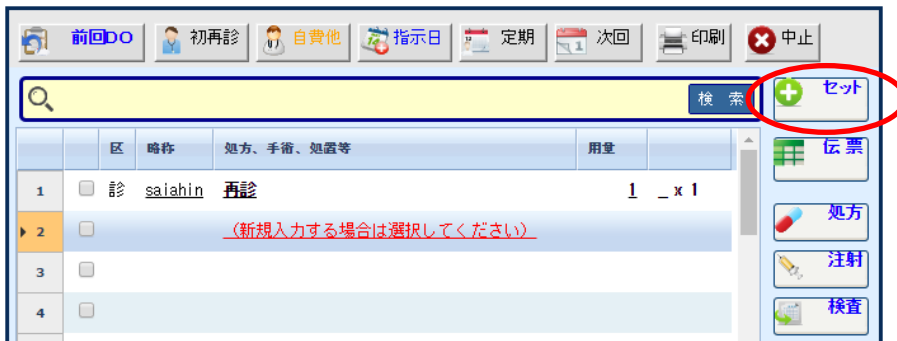 前回DO 初再診 自費他 指示日 定期 次回 印刷 中止
検 索 セット
区 略称 処方、手術、処置等 用量 伝票
1 診 saiahin 再診 1 _ x 1
2 (新規入力する場合は選択してください) 処方
3 注射
4 検査